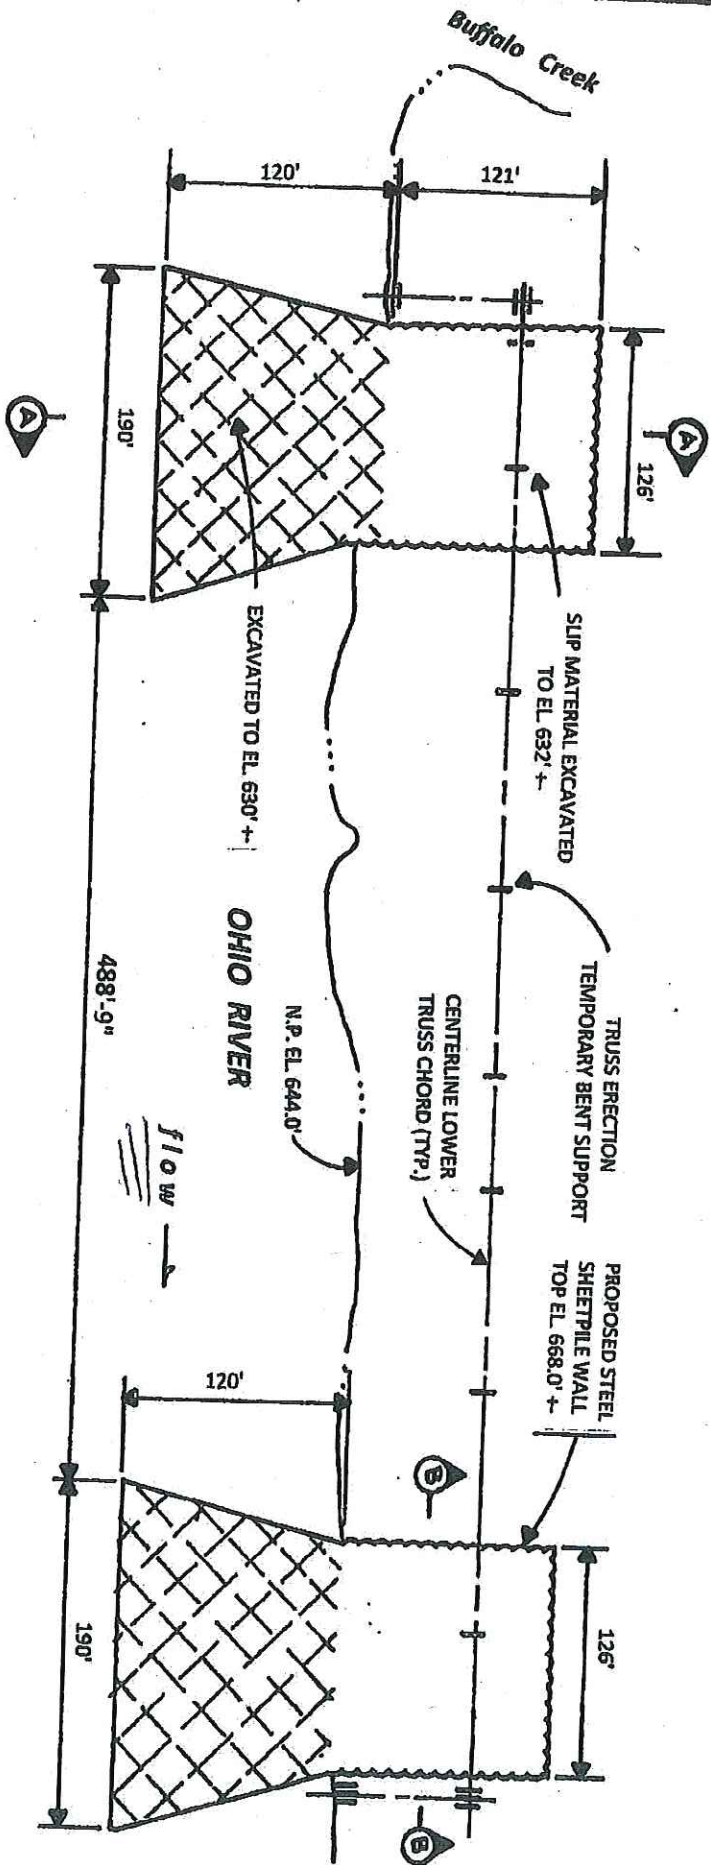 Buffalo Creek
120'
121'
190'
126'
A
A
SLIP MATERIAL EXCAVATED
TO EL 632' +-
EXCAVATED TO EL. 630' +-
TRUSS ERECTION
TEMPORARY BENT SUPPORT
CENTERLINE LOWER
TRUSS CHORD (TYP.)
OHIO RIVER
N.P. EL. 644.0'
488'-9"
flow
PROPOSED STEEL
SHEETPILE WALL
TOP EL. 668.0' +-
120'
B
B
126'
190'